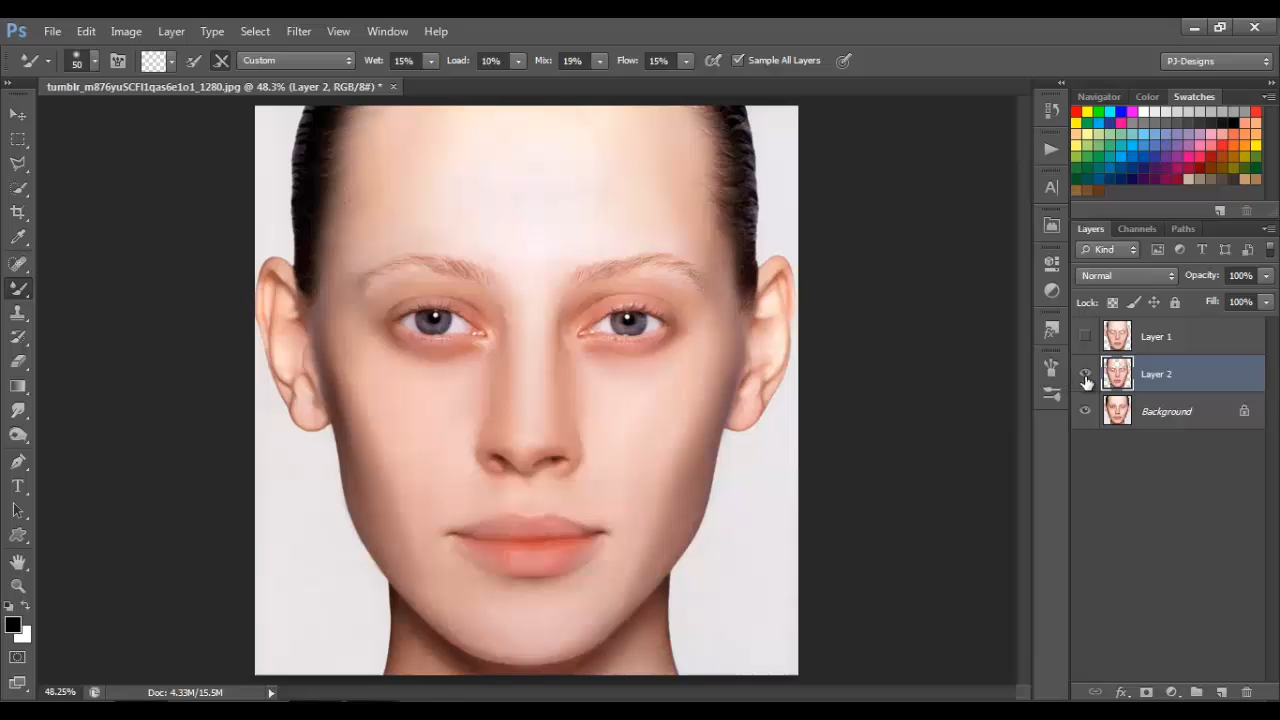 Ps File Edit Image Layer Type Select Filter View Window Help
50 Custom Wet: 15% Load: 10% Mix: 19% Flow: 15% Sample All Layers PJ-Designs
tumblr_m876yuSCFl1qas6e1o1_1280.jpg @ 48.3% (Layer 2, RGB/8#) *
Navigator Color Swatches
Layers Channels Paths
Kind
Normal Opacity: 100%
Lock: Fill: 100%
Layer 1
Layer 2
Background
48.25% Doc: 4.33M/15.5M